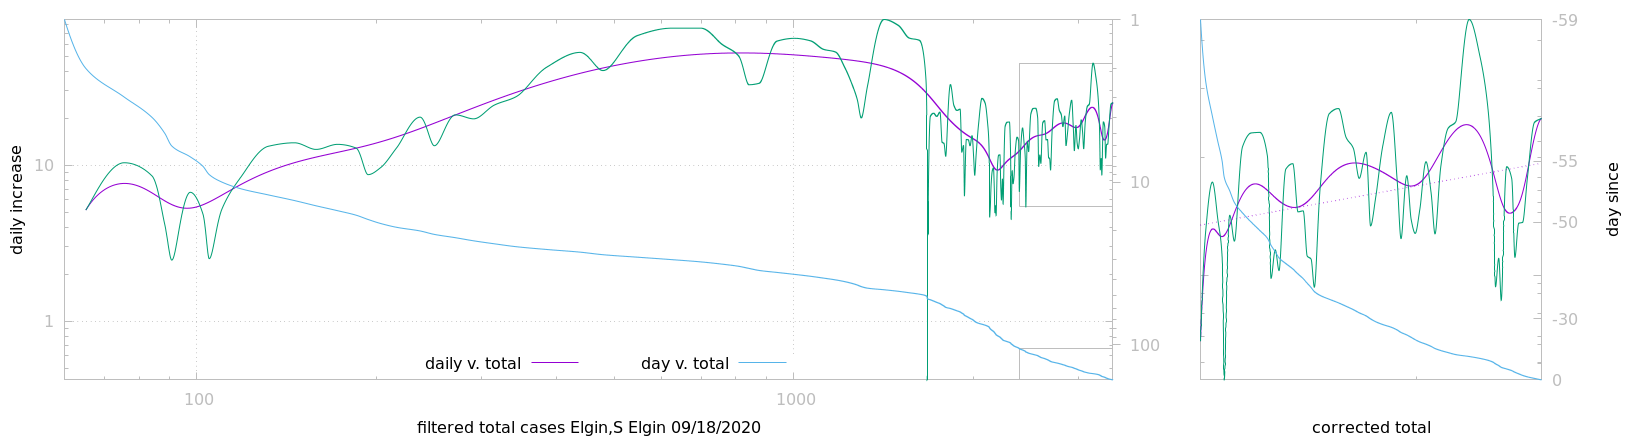 1
-59
10
-55
daily increase
10
-50
day since
1
-30
100
daily v. total
day v. total
0
100
1000
filtered total cases Elgin,S Elgin 09/18/2020
corrected total